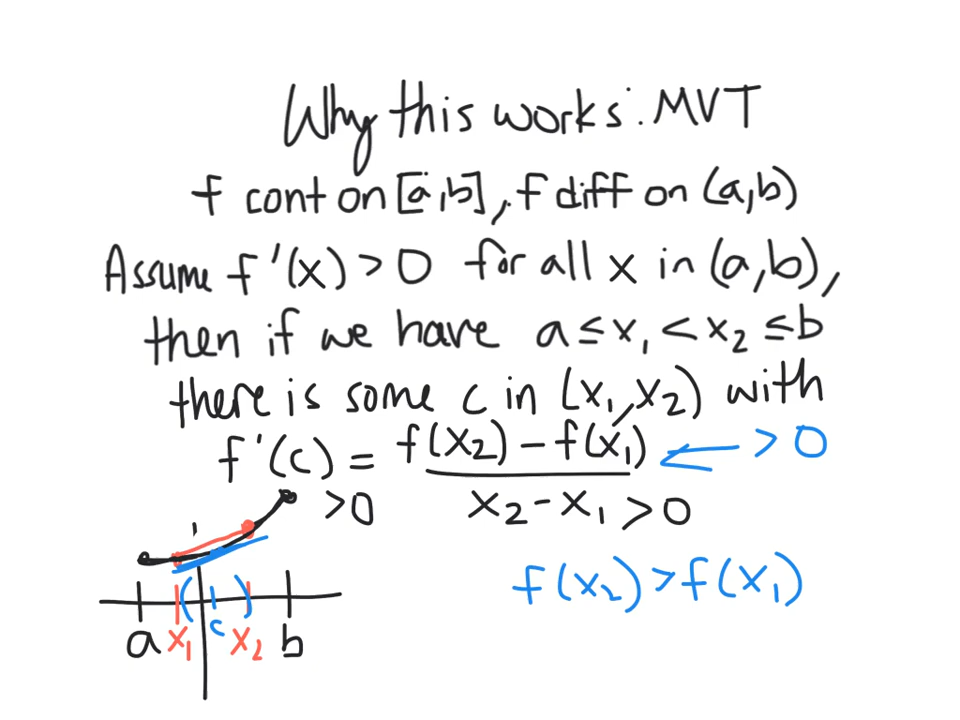 Why this works: MVT
f cont on [a,b], f diff on (a,b)
Assume f'(x) > 0 for all x in (a,b),
then if we have a ≤ x₁ < x₂ ≤ b
there is some c in (x₁,x₂) with
f'(c) = f(x₂) - f(x₁) / x₂ - x₁ ← > 0
> 0 > 0
f(x₂) > f(x₁)
a x₁ ( c ) x₂ b